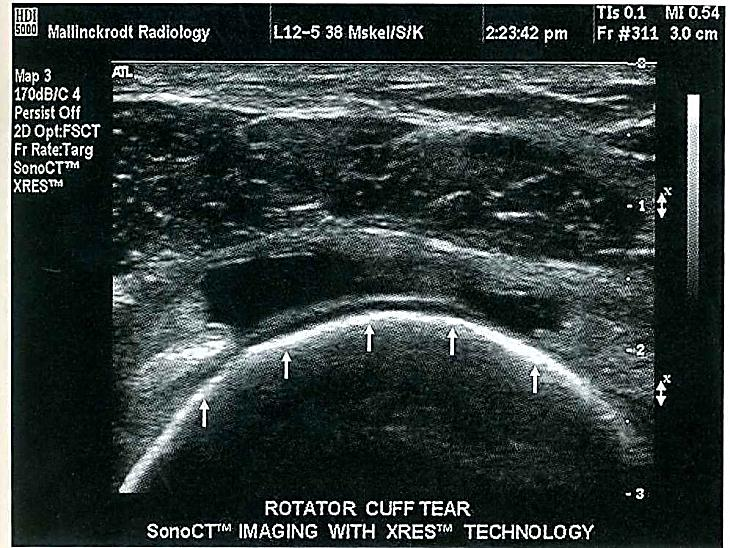 HDI
5000
Mallinckrodt Radiology
L12-5 38 Mskel/S/K
2:23:42 pm
TIs 0.1 MI 0.54
Fr #311 3.0 cm
Map 3
170dB/C 4
Persist Off
2D Opt:FSCT
Fr Rate:Targ
SonoCT™
XRES™
ATL
- 1
x
- 2
x
- 3
ROTATOR CUFF TEAR
SonoCT™ IMAGING WITH XRES™ TECHNOLOGY